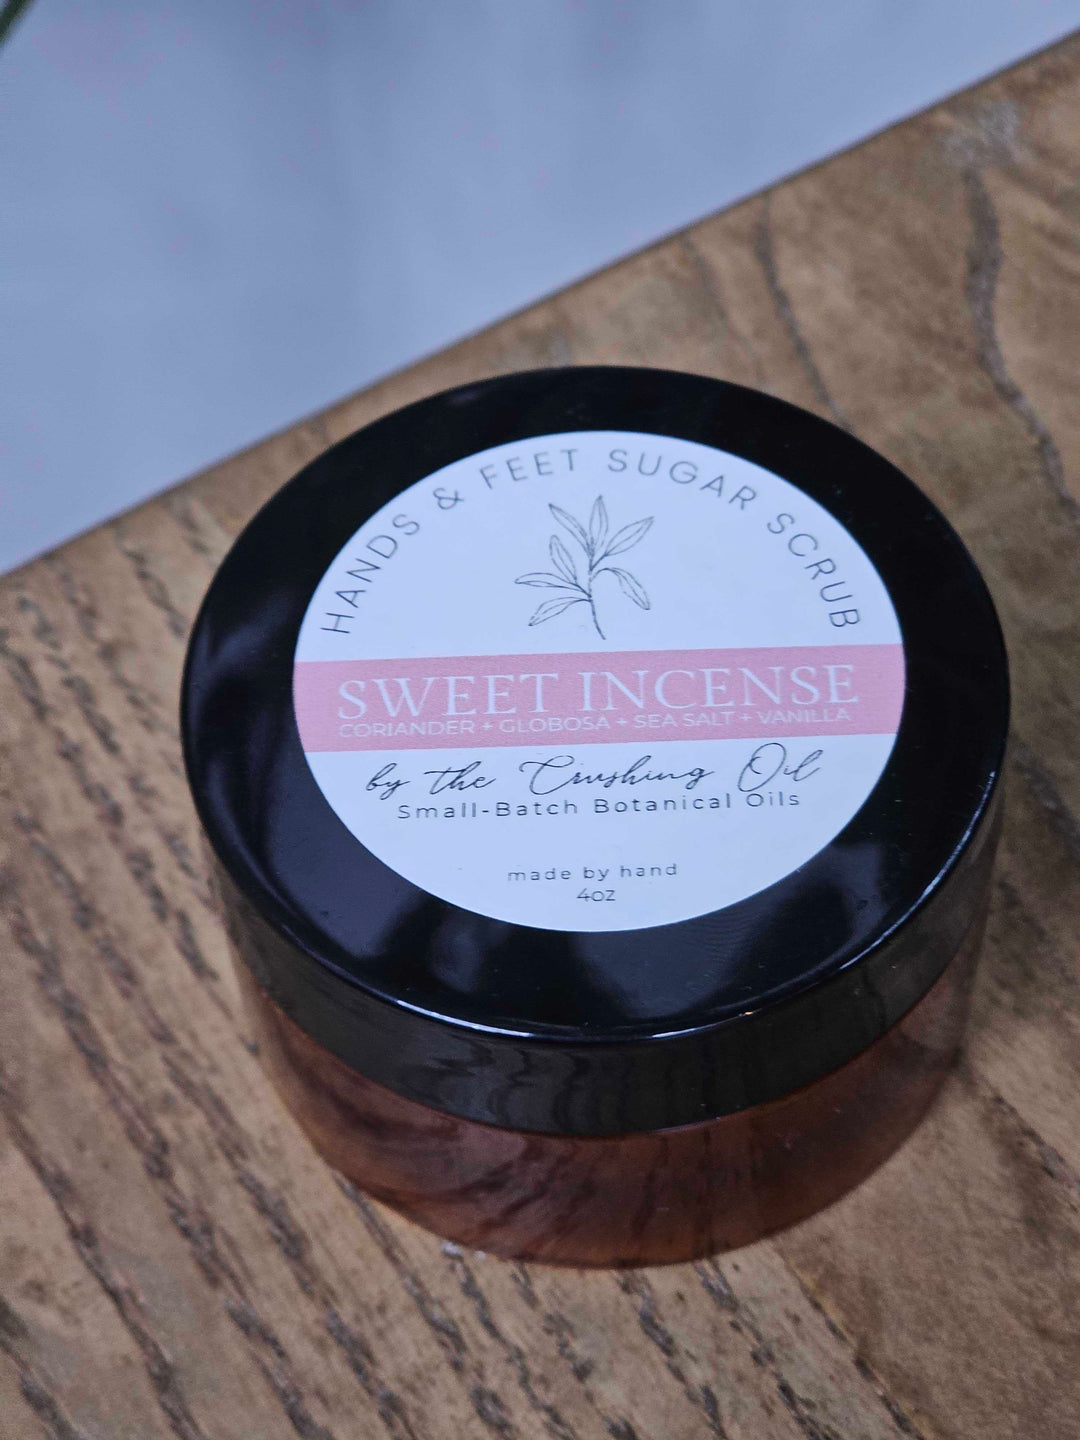 HANDS & FEET SUGAR SCRUB
SWEET INCENSE
CORIANDER + GLOBOSA + SEA SALT + VANILLA
by the Crushing Oil
Small-Batch Botanical Oils
made by hand
4oz